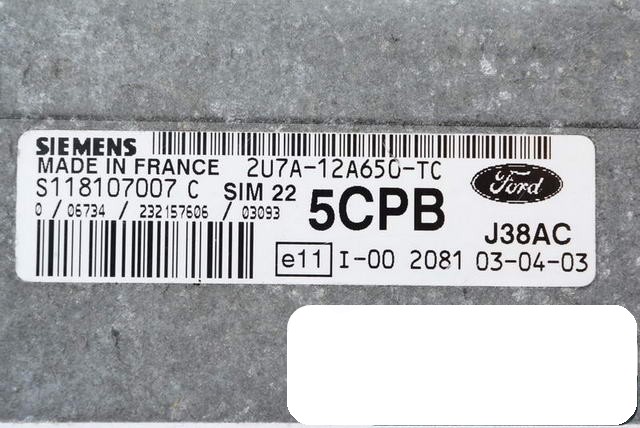 SIEMENS
MADE IN FRANCE 2U7A-12A650-TC
S118107007 C SIM 22 5CPB Ford
0 / 06734 / 232157606 / 03093
J38AC
e11 I-00 2081 03-04-03